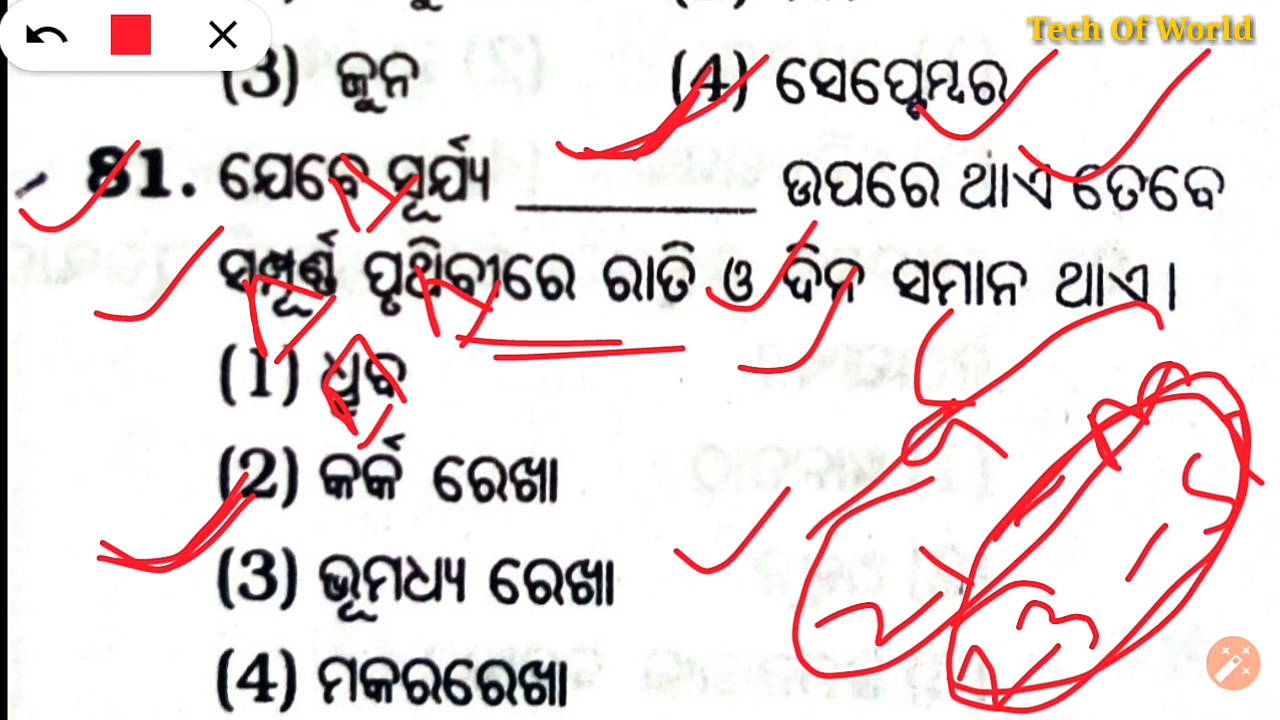 Tech Of World
(3) ଜୁନ (4) ସେପ୍ଟେମ୍ବର
81. ଯେବେ ସୂର୍ଯ୍ୟ ________ ଉପରେ ଥାଏ ତେବେ
ସମ୍ପୂର୍ଣ୍ଣ ପୃଥିବୀରେ ରାତି ଓ ଦିନ ସମାନ ଥାଏ।
(1) ଧ୍ରୁବ
(2) କର୍କ ରେଖା
(3) ଭୂମଧ୍ୟ ରେଖା
(4) ମକରରେଖା